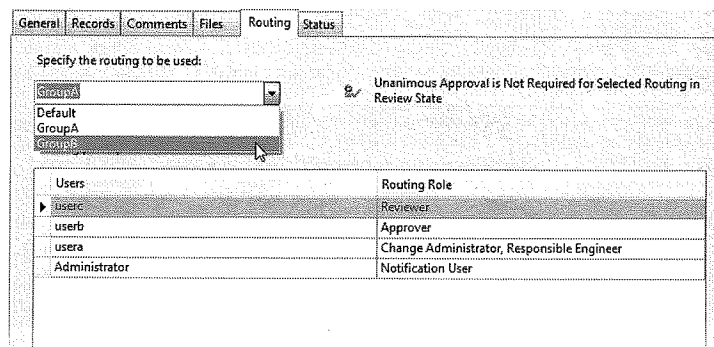 General Records Comments Files Routing Status
Specify the routing to be used:
GroupA
Unanimous Approval is Not Required for Selected Routing in
Review State
Default
GroupA
GroupB
Users Routing Role
userc Reviewer
userb Approver
usera Change Administrator, Responsible Engineer
Administrator Notification User